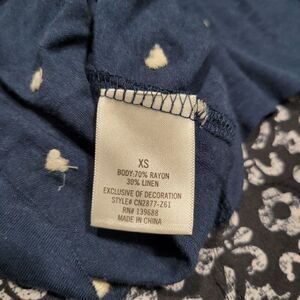 XS
BODY-70% RAYON
30% LINEN
EXCLUSIVE OF DECORATION
STYLE# CN2877-Z61
RN# 139688
MADE IN CHINA